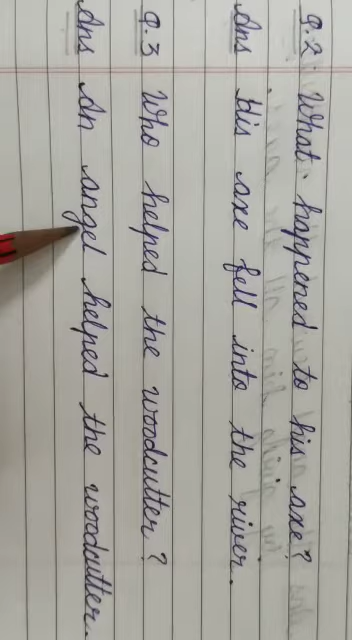 Q.2 What happened to his axe?
Ans His axe fell into the river.
Q.3 Who helped the woodcutter?
Ans An angel helped the woodcutter.